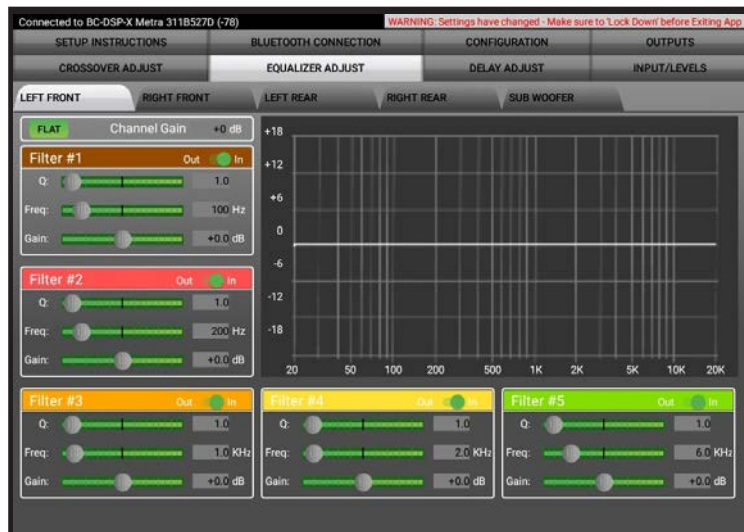 Connected to BC-DSP-X Metra 311B527D (-78) WARNING: Settings have changed - Make sure to 'Lock Down' before Exiting App
SETUP INSTRUCTIONS BLUETOOTH CONNECTION CONFIGURATION OUTPUTS
CROSSOVER ADJUST EQUALIZER ADJUST DELAY ADJUST INPUT/LEVELS
LEFT FRONT RIGHT FRONT LEFT REAR RIGHT REAR SUB WOOFER
FLAT Channel Gain +0 dB
Filter #1 Out In
Q: 1.0
Freq: 100 Hz
Gain: +0.0 dB
Filter #2 Out In
Q: 1.0
Freq: 200 Hz
Gain: +0.0 dB
+18
+12
+6
0
-6
-12
-18
20 50 100 200 500 1K 2K 5K 10K 20K
Filter #3 Out In
Q: 1.0
Freq: 1.0 KHz
Gain: +0.0 dB
Filter #4 Out In
Q: 1.0
Freq: 2.0 KHz
Gain: +0.0 dB
Filter #5 Out In
Q: 1.0
Freq: 6.0 KHz
Gain: +0.0 dB